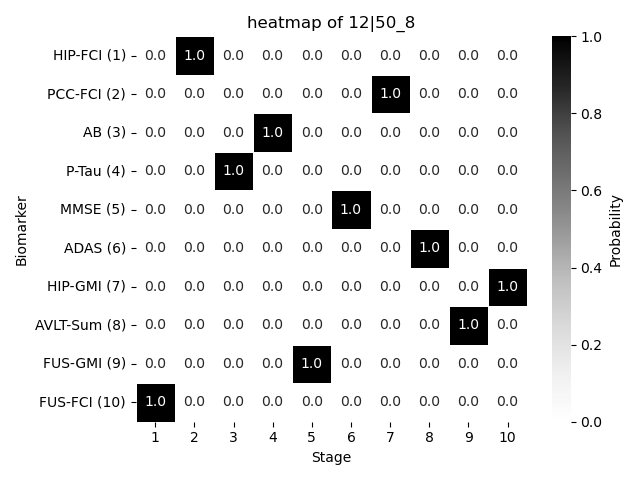 heatmap of 12|50_8
HIP-FCI (1) 0.0 1.0 0.0 0.0 0.0 0.0 0.0 0.0 0.0 0.0
PCC-FCI (2) 0.0 0.0 0.0 0.0 0.0 0.0 1.0 0.0 0.0 0.0
AB (3) 0.0 0.0 0.0 1.0 0.0 0.0 0.0 0.0 0.0 0.0
P-Tau (4) 0.0 0.0 1.0 0.0 0.0 0.0 0.0 0.0 0.0 0.0
MMSE (5) 0.0 0.0 0.0 0.0 0.0 1.0 0.0 0.0 0.0 0.0
ADAS (6) 0.0 0.0 0.0 0.0 0.0 0.0 0.0 1.0 0.0 0.0
HIP-GMI (7) 0.0 0.0 0.0 0.0 0.0 0.0 0.0 0.0 0.0 1.0
AVLT-Sum (8) 0.0 0.0 0.0 0.0 0.0 0.0 0.0 0.0 1.0 0.0
FUS-GMI (9) 0.0 0.0 0.0 0.0 1.0 0.0 0.0 0.0 0.0 0.0
FUS-FCI (10) 1.0 0.0 0.0 0.0 0.0 0.0 0.0 0.0 0.0 0.0
1 2 3 4 5 6 7 8 9 10
Stage
Biomarker
1.0
0.8
0.6
0.4
0.2
0.0
Probability